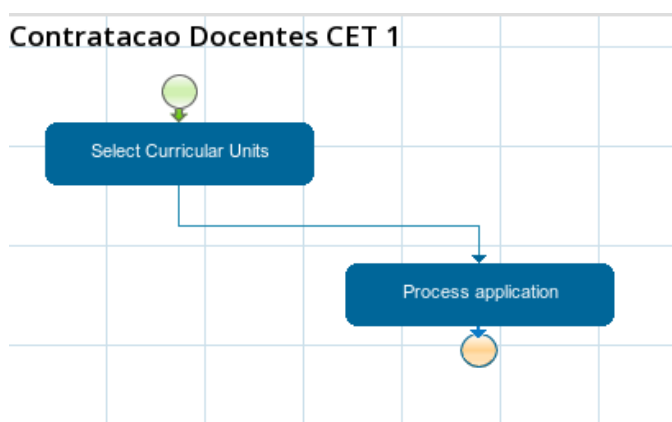 Contratacao Docentes CET 1
Select Curricular Units
Process application